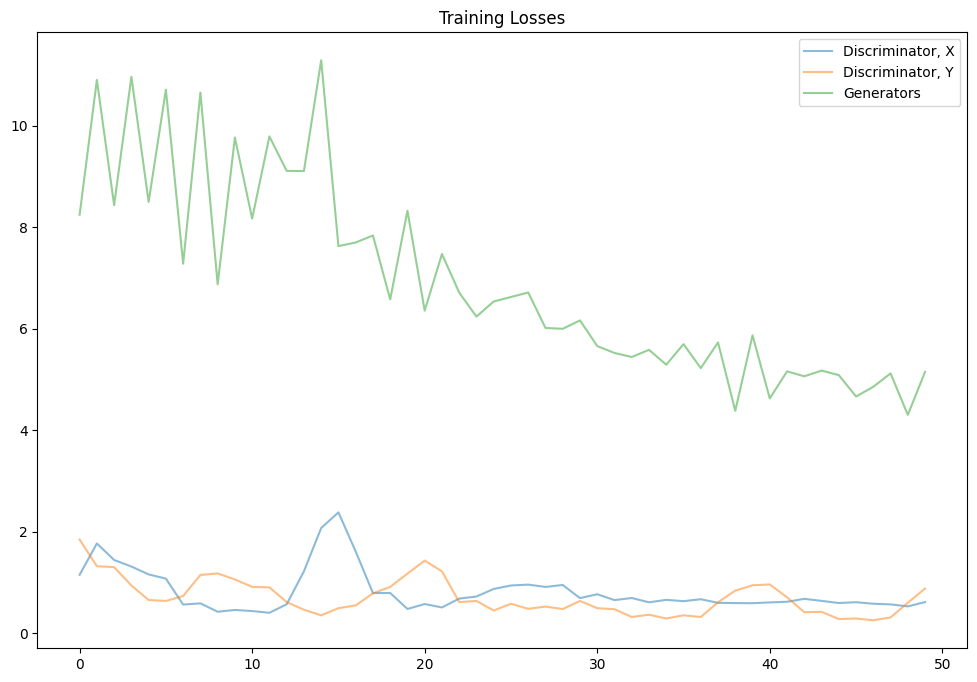 Training Losses
Discriminator, X
Discriminator, Y
Generators
10
8
6
4
2
0
0 10 20 30 40 50